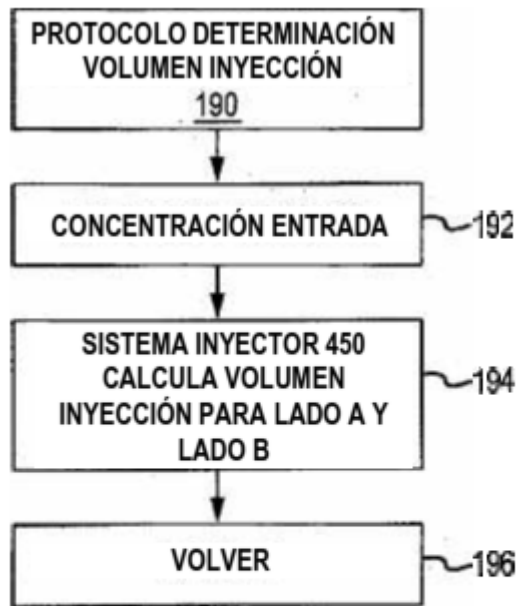 PROTOCOLO DETERMINACIÓN
VOLUMEN INYECCIÓN
190
CONCENTRACIÓN ENTRADA
192
SISTEMA INYECTOR 450
CALCULA VOLUMEN
INYECCIÓN PARA LADO A Y
LADO B
194
VOLVER
196